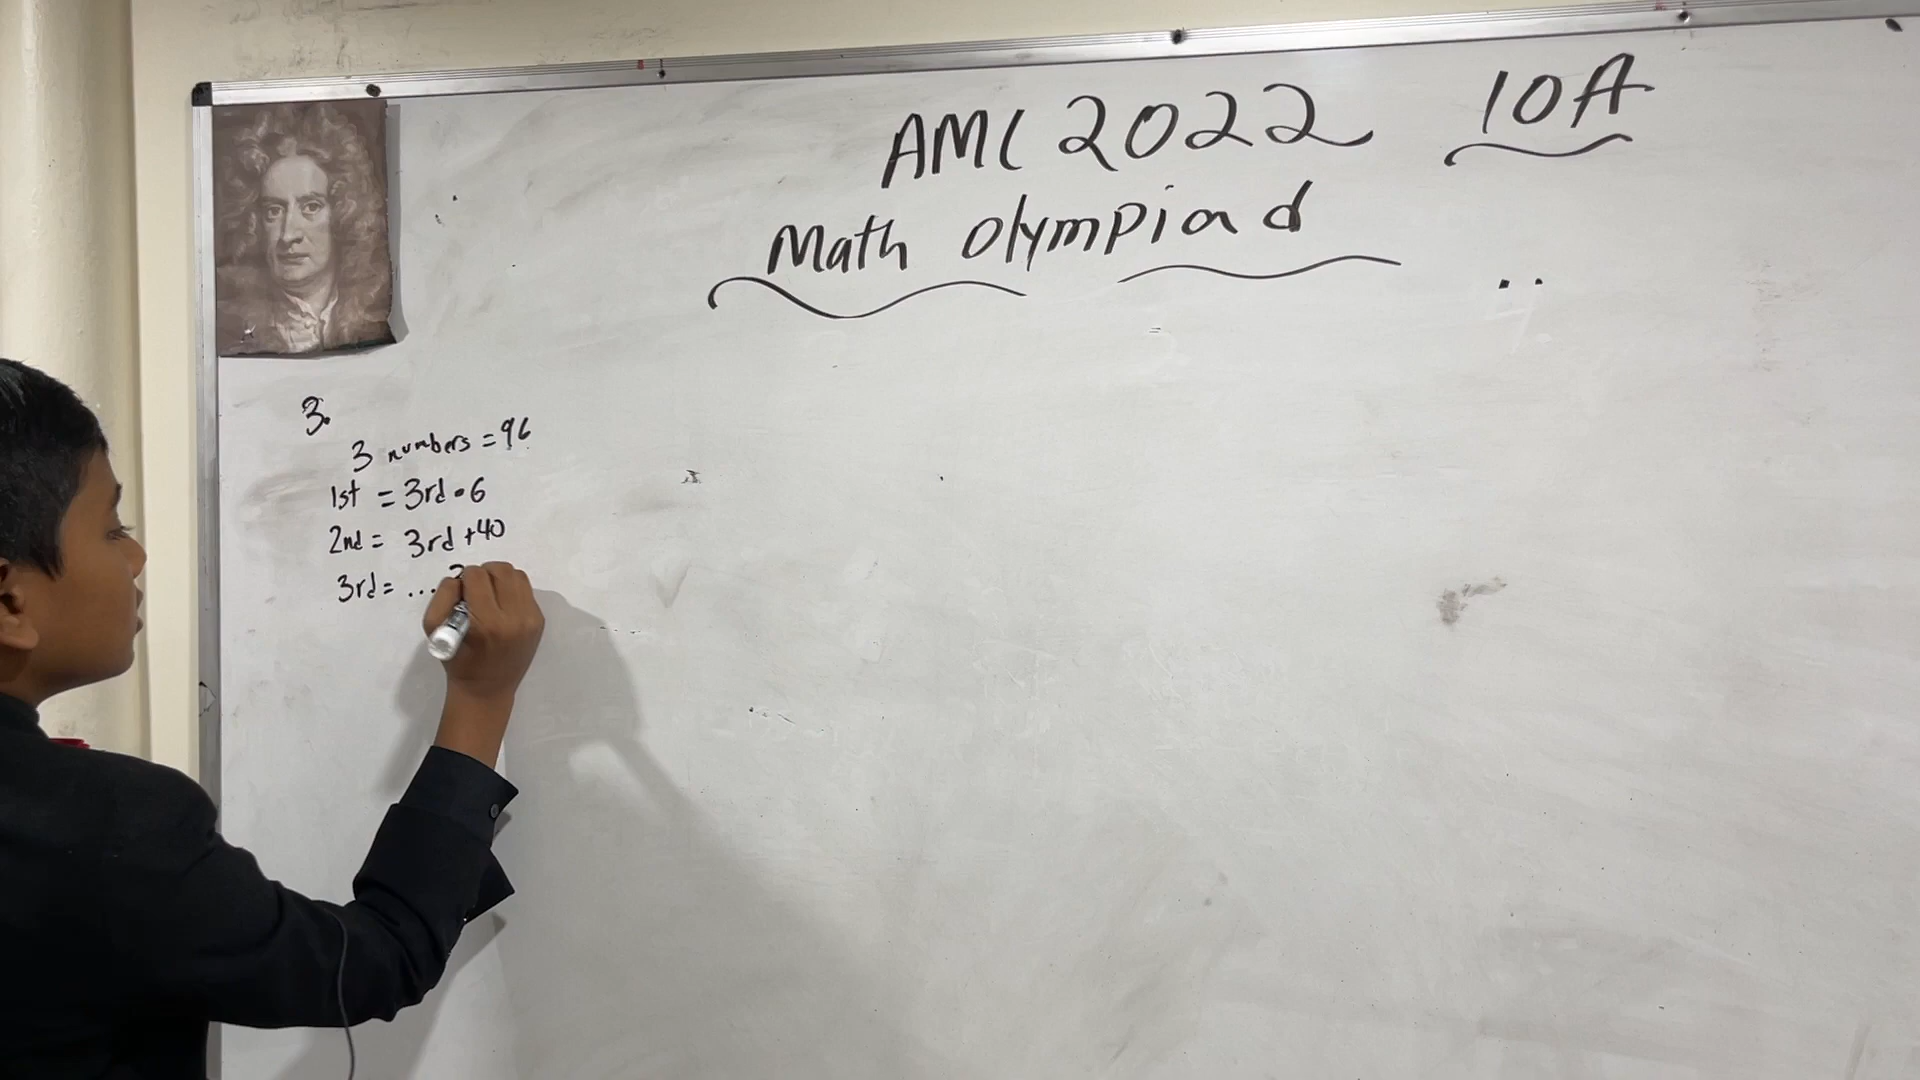 AMC 2022 10A
Math Olympiad
3.
3 numbers = 96
1st = 3rd • 6
2nd = 3rd + 40
3rd = ...